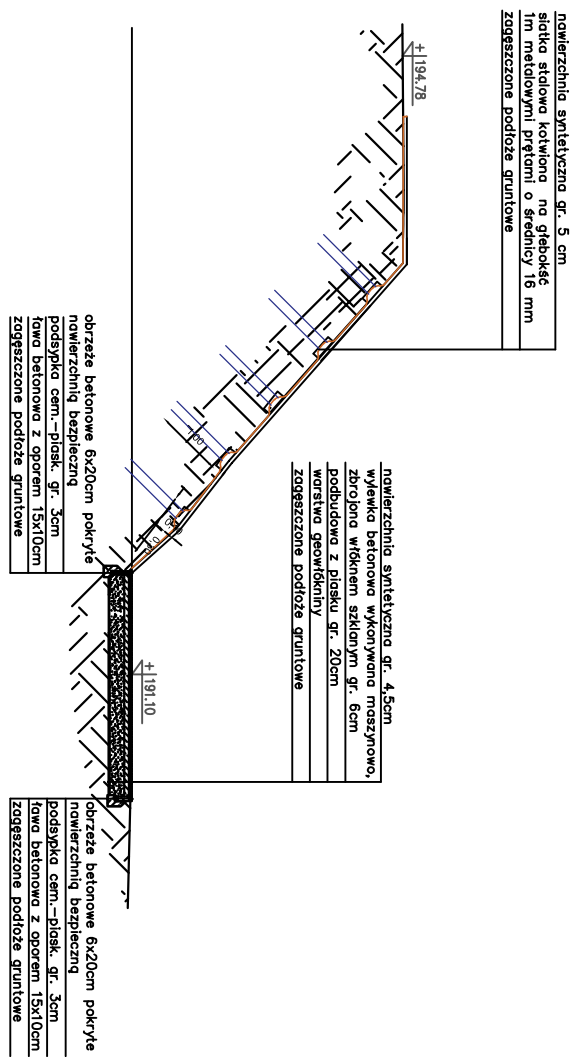 nawierzchnia syntetyczna gr. 5 cm
siatka stalowa kotwiona na głębokść
1m metalowymi prętami o średnicy 16 mm
zagęszczone podłoże gruntowe
+194.78
nawierzchnia syntetyczna gr. 4,5cm
wylewka betonowa wykonywana maszynowo,
zbrojona włóknem szklanym gr. 6cm
podbudowa z piasku gr. 20cm
warstwa geowłókniny
zagęszczone podłoże gruntowe
1.00
+191.10
obrzeże betonowe 6x20cm pokryte
nawierzchnią bezpieczną
podsypka cem.-piask. gr. 3cm
ława betonowa z oporem 15x10cm
zagęszczone podłoże gruntowe
obrzeże betonowe 6x20cm pokryte
nawierzchnią bezpieczną
podsypka cem.-piask. gr. 3cm
ława betonowa z oporem 15x10cm
zagęszczone podłoże gruntowe